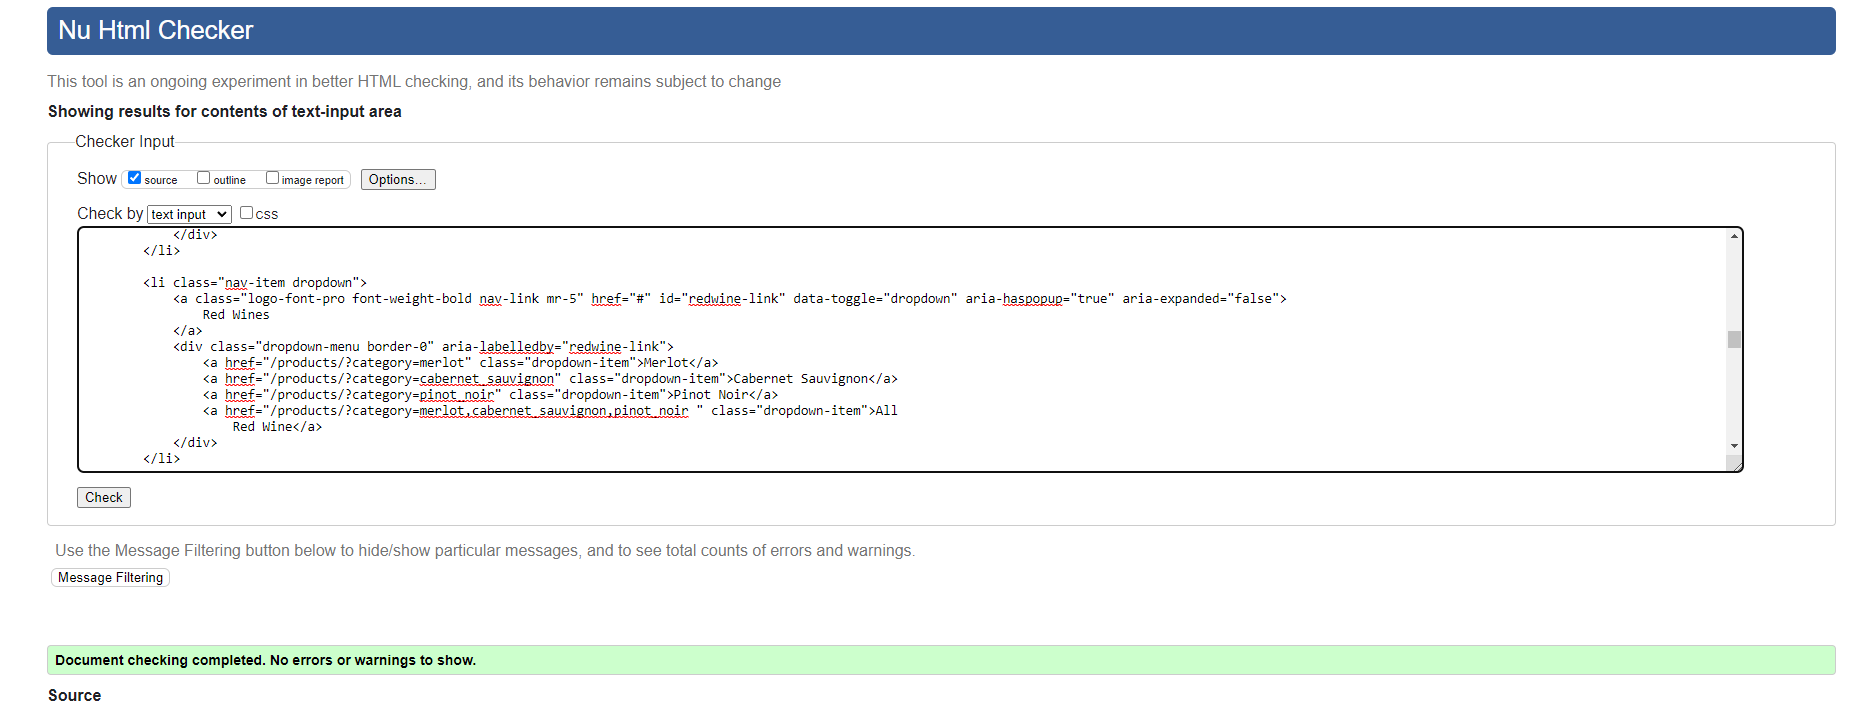 Nu Html Checker
This tool is an ongoing experiment in better HTML checking, and its behavior remains subject to change
Showing results for contents of text-input area
Checker Input
Show source outline image report Options...
Check by text input css
</div>
</li>
<li class="nav-item dropdown">
<a class="logo-font-pro font-weight-bold nav-link mr-5" href="#" id="redwine-link" data-toggle="dropdown" aria-haspopup="true" aria-expanded="false">
Red Wines
</a>
<div class="dropdown-menu border-0" aria-labelledby="redwine-link">
<a href="/products/?category=merlot" class="dropdown-item">Merlot</a>
<a href="/products/?category=cabernet_sauvignon" class="dropdown-item">Cabernet Sauvignon</a>
<a href="/products/?category=pinot_noir" class="dropdown-item">Pinot Noir</a>
<a href="/products/?category=merlot,cabernet_sauvignon,pinot_noir " class="dropdown-item">All
Red Wine</a>
</div>
</li>
Check
Use the Message Filtering button below to hide/show particular messages, and to see total counts of errors and warnings.
Message Filtering
Document checking completed. No errors or warnings to show.
Source